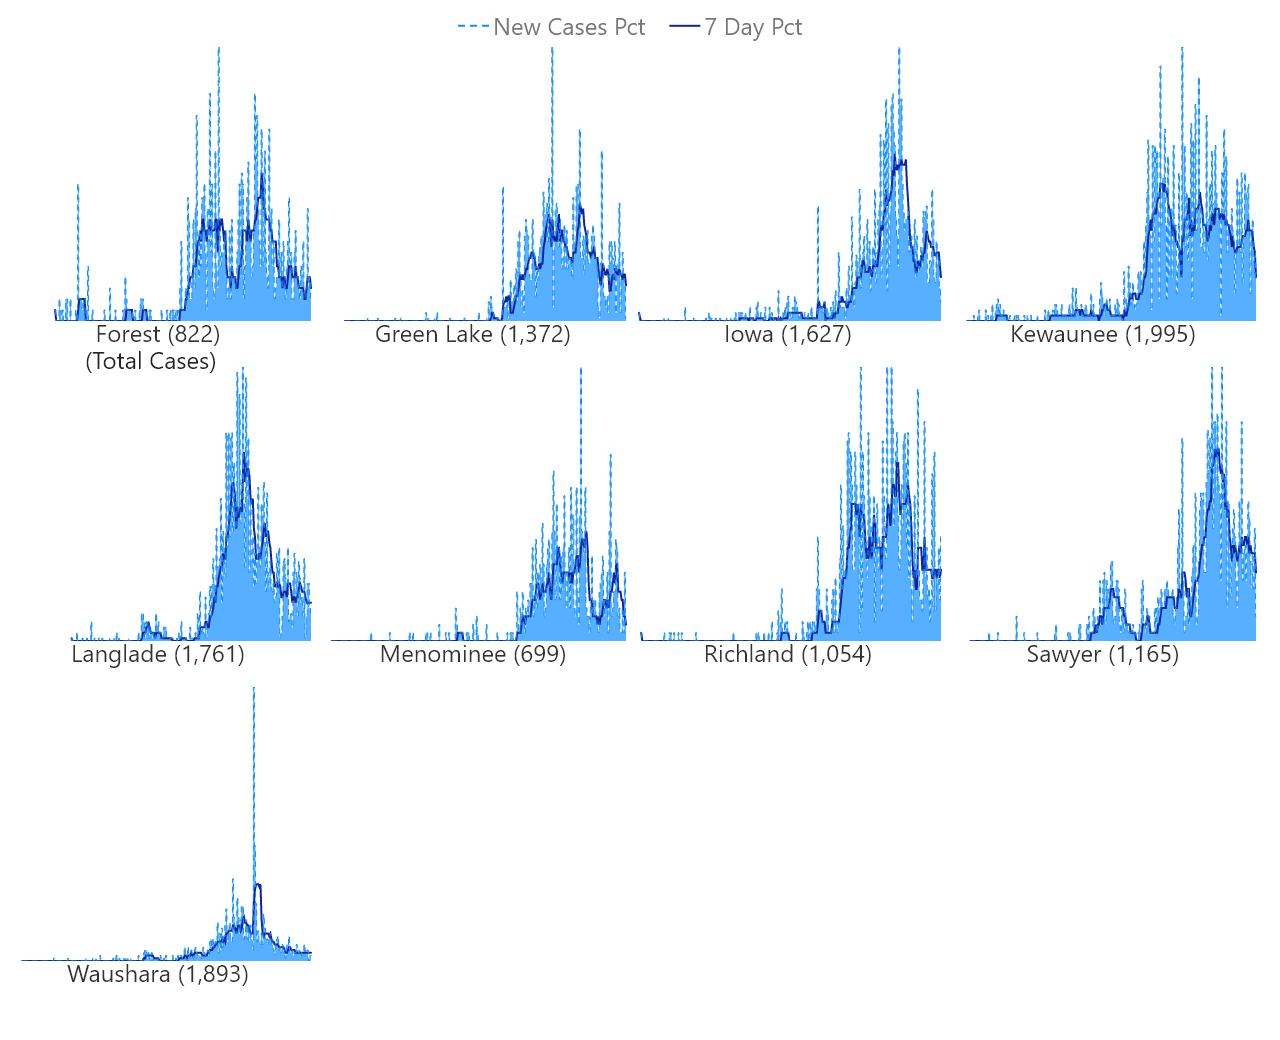 New Cases Pct 7 Day Pct
Forest (822)
(Total Cases)
Green Lake (1,372)
Iowa (1,627)
Kewaunee (1,995)
Langlade (1,761)
Menominee (699)
Richland (1,054)
Sawyer (1,165)
Waushara (1,893)